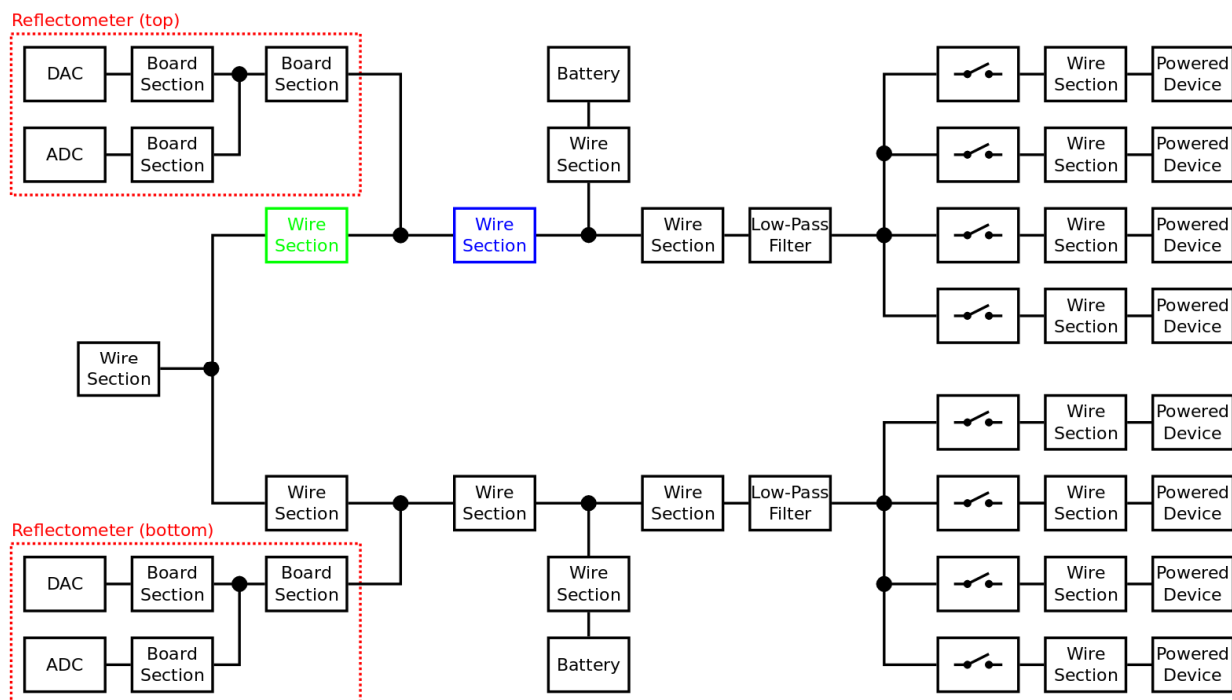 Reflectometer (top)
DAC
Board
Section
Board
Section
Battery
Wire
Section
Powered
Device
ADC
Board
Section
Wire
Section
Wire
Section
Powered
Device
Wire
Section
Wire
Section
Wire
Section
Low-Pass
Filter
Wire
Section
Powered
Device
Wire
Section
Powered
Device
Wire
Section
Wire
Section
Powered
Device
Wire
Section
Wire
Section
Wire
Section
Low-Pass
Filter
Wire
Section
Powered
Device
Reflectometer (bottom)
DAC
Board
Section
Board
Section
Wire
Section
Wire
Section
Powered
Device
ADC
Board
Section
Battery
Wire
Section
Powered
Device